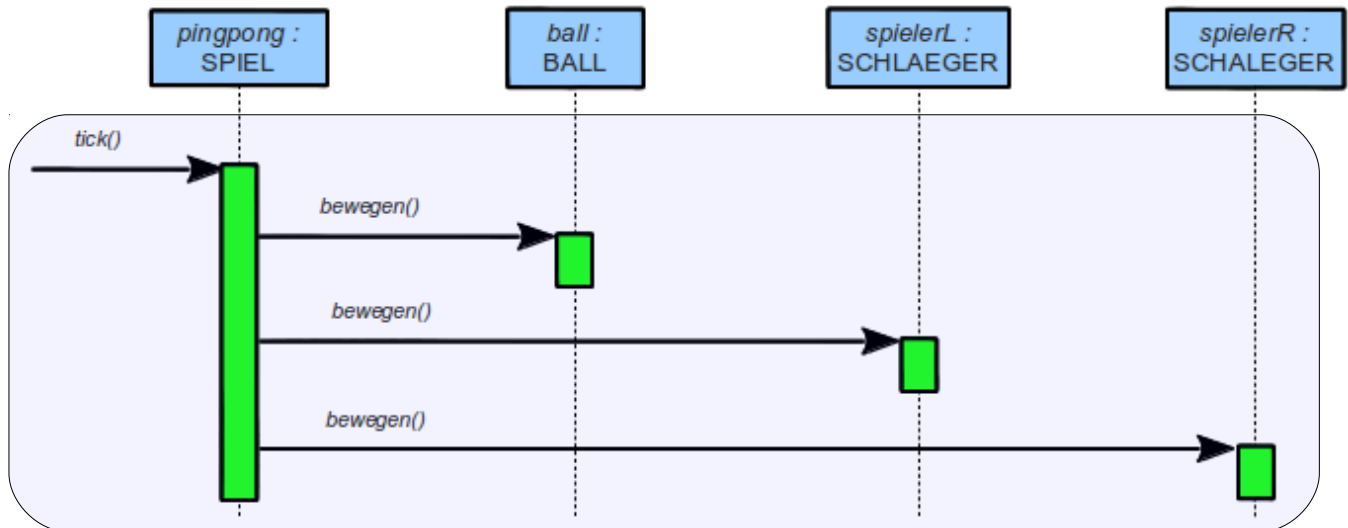 pingpong :
SPIEL
ball :
BALL
spielerL :
SCHLAEGER
spielerR :
SCHALEGER
tick()
bewegen()
bewegen()
bewegen()